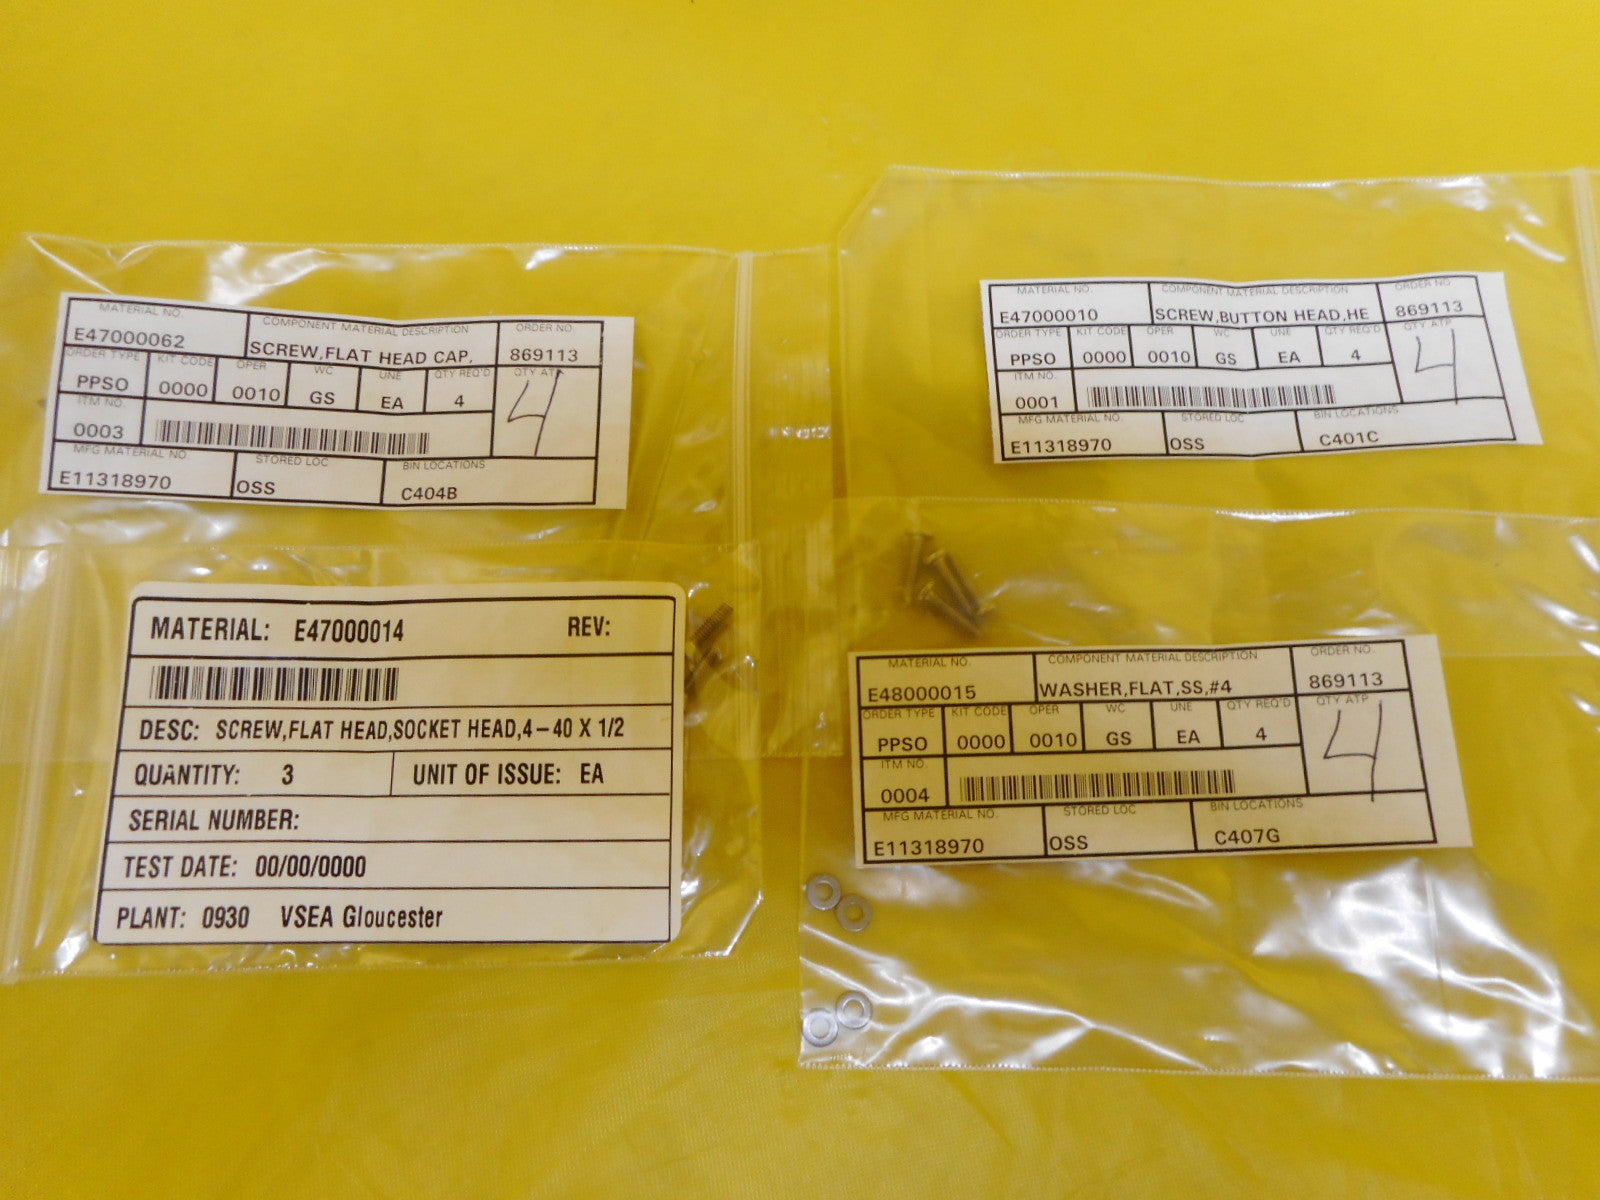 MATERIAL NO. COMPONENT MATERIAL DESCRIPTION ORDER NO.
E47000062 SCREW,FLAT HEAD CAP, 869113
ORDER TYPE KIT CODE OPER WC UNE QTY REQ'D QTY ATP
PPSO 0000 0010 GS EA 4 4
ITM NO.
0003
MFG MATERIAL NO STORED LOC BIN LOCATIONS
E11318970 OSS C404B
MATERIAL NO. COMPONENT MATERIAL DESCRIPTION ORDER NO.
E47000010 SCREW,BUTTON HEAD,HE 869113
ORDER TYPE KIT CODE OPER WC UNE QTY REQ'D QTY ATP
PPSO 0000 0010 GS EA 4 4
ITM NO.
0001
MFG MATERIAL NO. STORED LOC BIN LOCATIONS
E11318970 OSS C401C
MATERIAL: E47000014 REV:
DESC: SCREW,FLAT HEAD,SOCKET HEAD,4-40 X 1/2
QUANTITY: 3 UNIT OF ISSUE: EA
SERIAL NUMBER:
TEST DATE: 00/00/0000
PLANT: 0930 VSEA Gloucester
MATERIAL NO. COMPONENT MATERIAL DESCRIPTION ORDER NO.
E48000015 WASHER,FLAT,SS,#4 869113
ORDER TYPE KIT CODE OPER WC UNE QTY REQ'D QTY ATP
PPSO 0000 0010 GS EA 4 4
ITM NO.
0004
MFG MATERIAL NO. STORED LOC BIN LOCATIONS
E11318970 OSS C407G